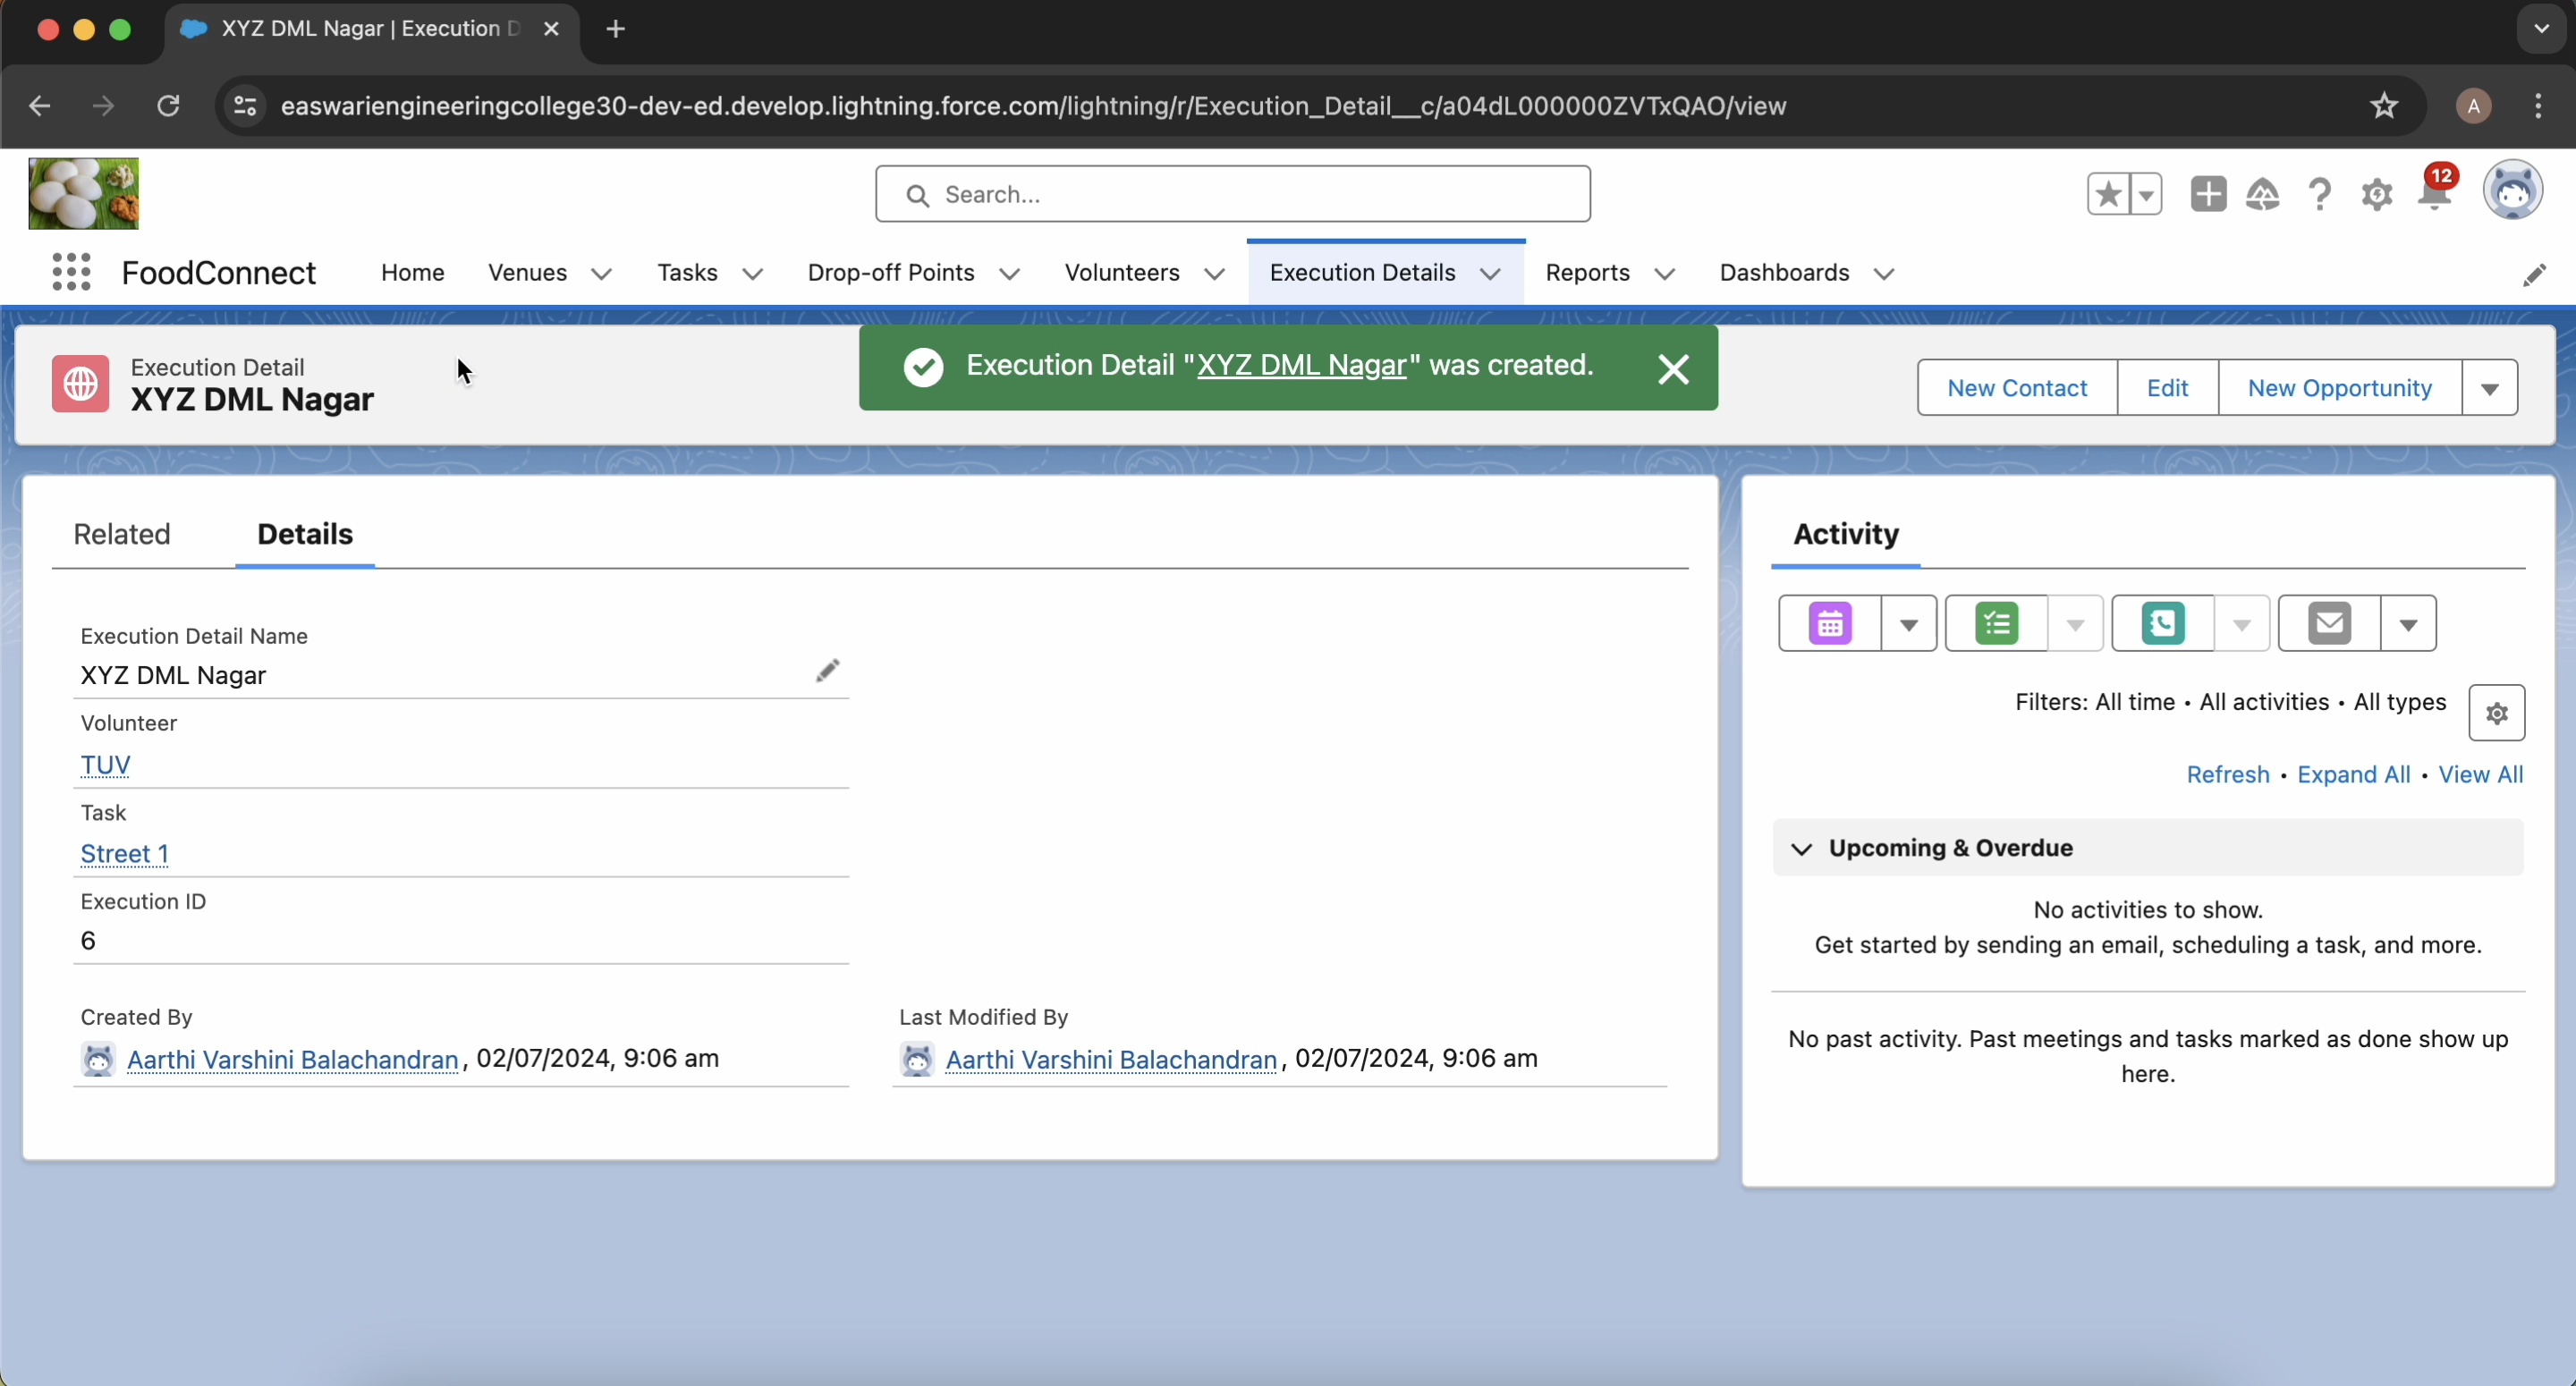 XYZ DML Nagar | Execution D
easwariengineeringcollege30-dev-ed.develop.lightning.force.com/lightning/r/Execution_Detail__c/a04dL000000ZVTxQAO/view
A
Search...
12
FoodConnect
Home
Venues
Tasks
Drop-off Points
Volunteers
Execution Details
Reports
Dashboards
Execution Detail
XYZ DML Nagar
Execution Detail "XYZ DML Nagar" was created.
New Contact
Edit
New Opportunity
Related
Details
Execution Detail Name
XYZ DML Nagar
Volunteer
TUV
Task
Street 1
Execution ID
6
Created By
Aarthi Varshini Balachandran, 02/07/2024, 9:06 am
Last Modified By
Aarthi Varshini Balachandran, 02/07/2024, 9:06 am
Activity
Filters: All time • All activities • All types
Refresh • Expand All • View All
Upcoming & Overdue
No activities to show.
Get started by sending an email, scheduling a task, and more.
No past activity. Past meetings and tasks marked as done show up
here.